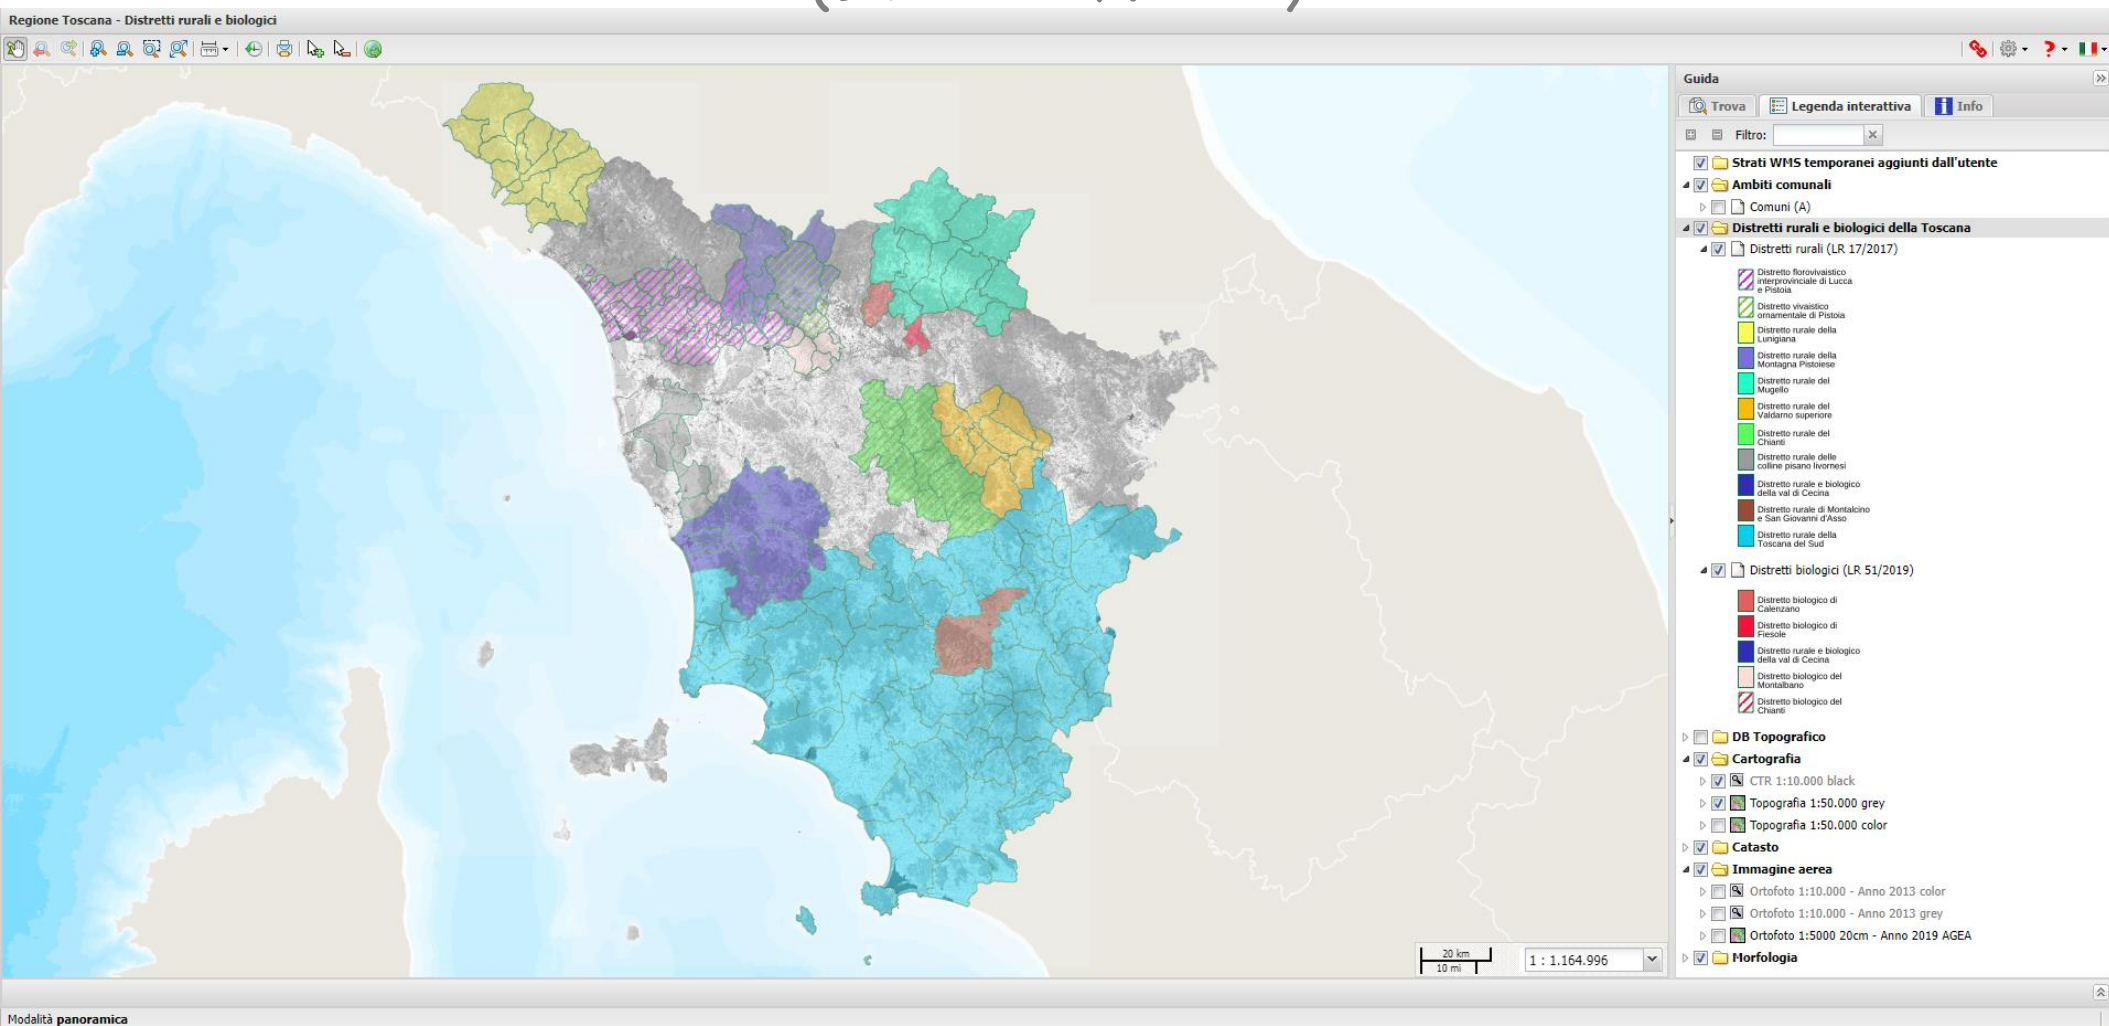 Regione Toscana - Distretti rurali e biologici
Guida
Trova
Legenda interattiva
Info
Filtro:
Strati WMS temporanei aggiunti dall'utente
Ambiti comunali
Comuni (A)
Distretti rurali e biologici della Toscana
Distretti rurali (LR 17/2017)
Distretto florovivaistico
interprovinciale di Lucca
e Pistoia
Distretto vivaistico
ornamentale di Pistoia
Distretto rurale della
Lunigiana
Distretto rurale della
Montagna Pistoiese
Distretto rurale del
Mugello
Distretto rurale del
Valdarno superiore
Distretto rurale del
Chianti
Distretto rurale delle
colline pisano livornesi
Distretto rurale e biologico
della val di Cecina
Distretto rurale di Montalcino
e San Giovanni d'Asso
Distretto rurale della
Toscana del Sud
Distretti biologici (LR 51/2019)
Distretto biologico di
Calenzano
Distretto biologico di
Fiesole
Distretto rurale e biologico
della val di Cecina
Distretto biologico del
Montalbano
Distretto biologico del
Chianti
DB Topografico
Cartografia
CTR 1:10.000 black
Topografia 1:50.000 grey
Topografia 1:50.000 color
Catasto
Immagine aerea
Ortofoto 1:10.000 - Anno 2013 color
Ortofoto 1:10.000 - Anno 2013 grey
Ortofoto 1:5000 20cm - Anno 2019 AGEA
Morfologia
20 km
10 mi
1 : 1.164.996
Modalità panoramica